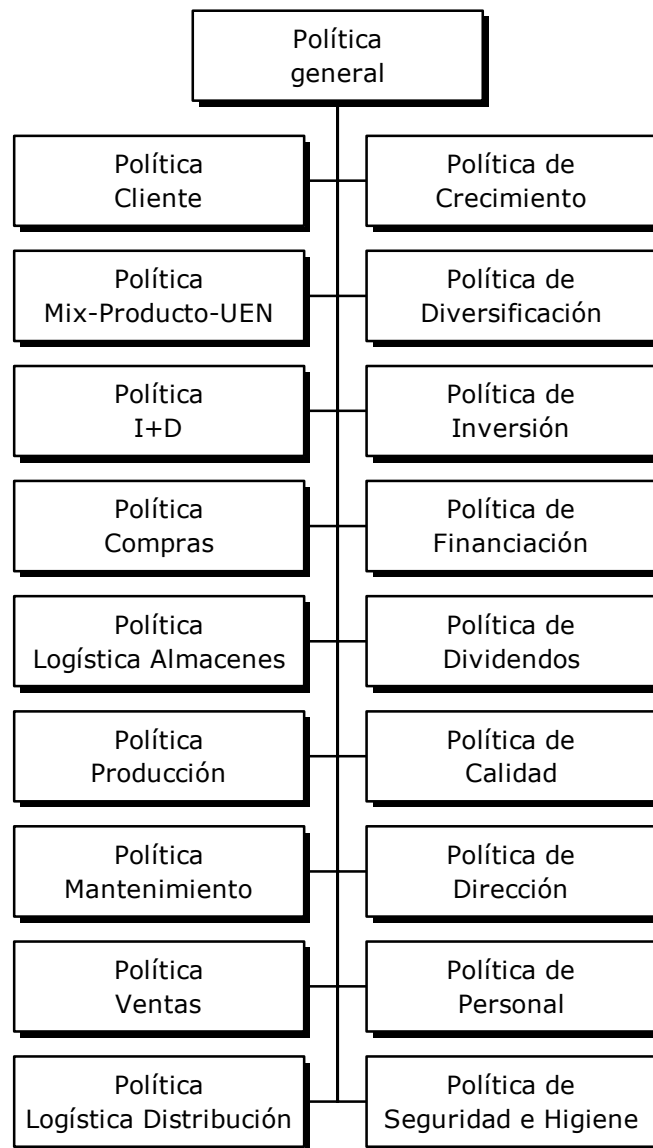 Política
general
Política
Cliente
Política de
Crecimiento
Política
Mix-Producto-UEN
Política de
Diversificación
Política
I+D
Política de
Inversión
Política
Compras
Política de
Financiación
Política
Logística Almacenes
Política de
Dividendos
Política
Producción
Política de
Calidad
Política
Mantenimiento
Política de
Dirección
Política
Ventas
Política de
Personal
Política
Logística Distribución
Política de
Seguridad e Higiene